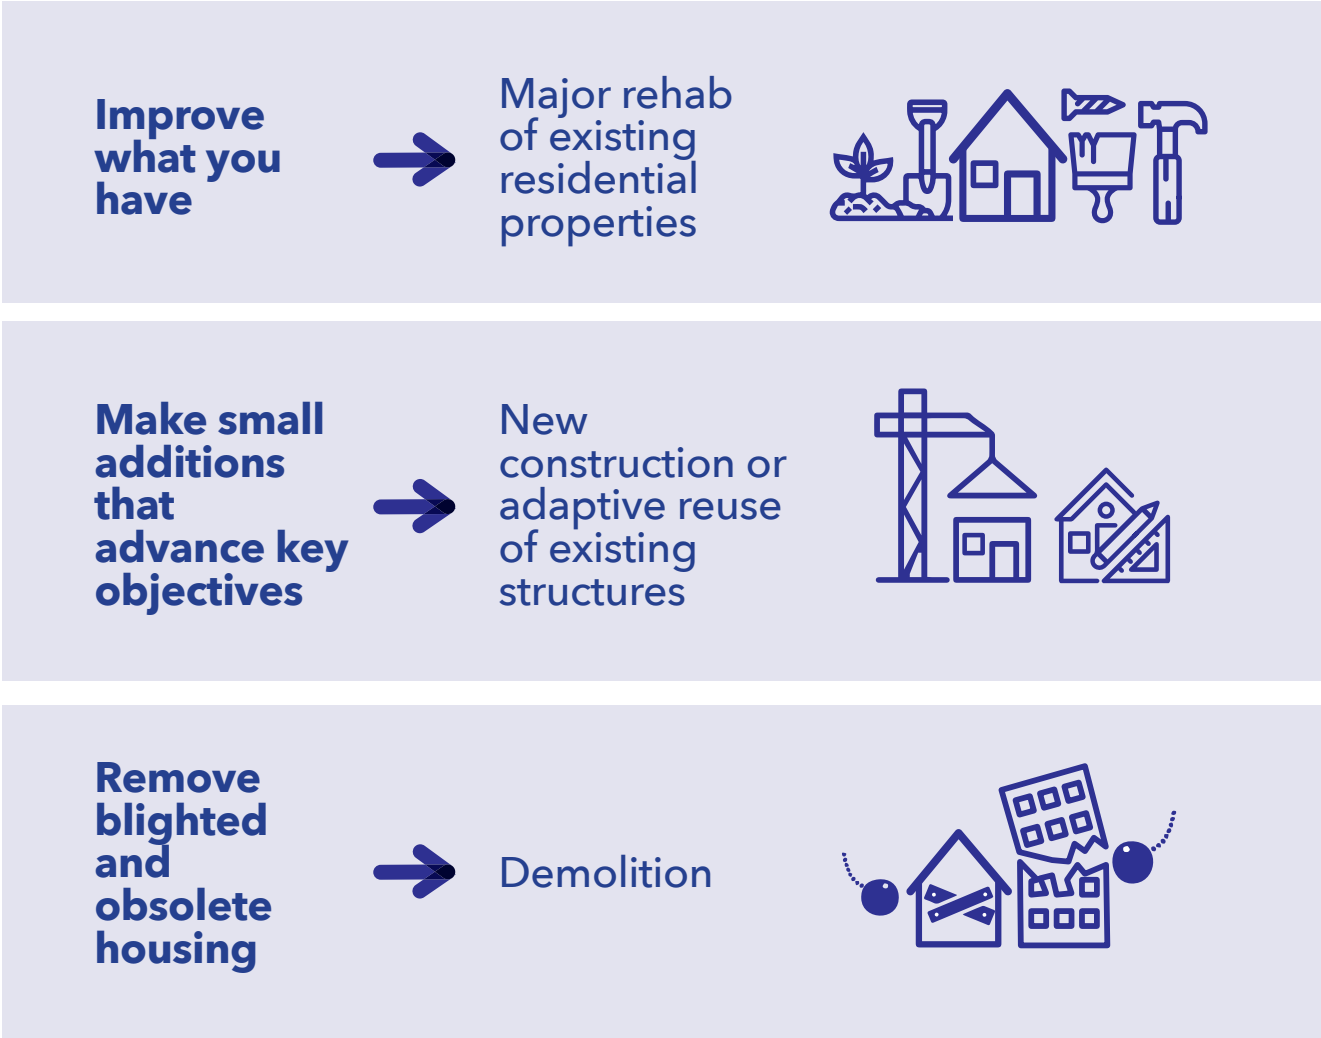 Improve
what you
have
Major rehab
of existing
residential
properties
Make small
additions
that
advance key
objectives
New
construction or
adaptive reuse
of existing
structures
Remove
blighted
and
obsolete
housing
Demolition